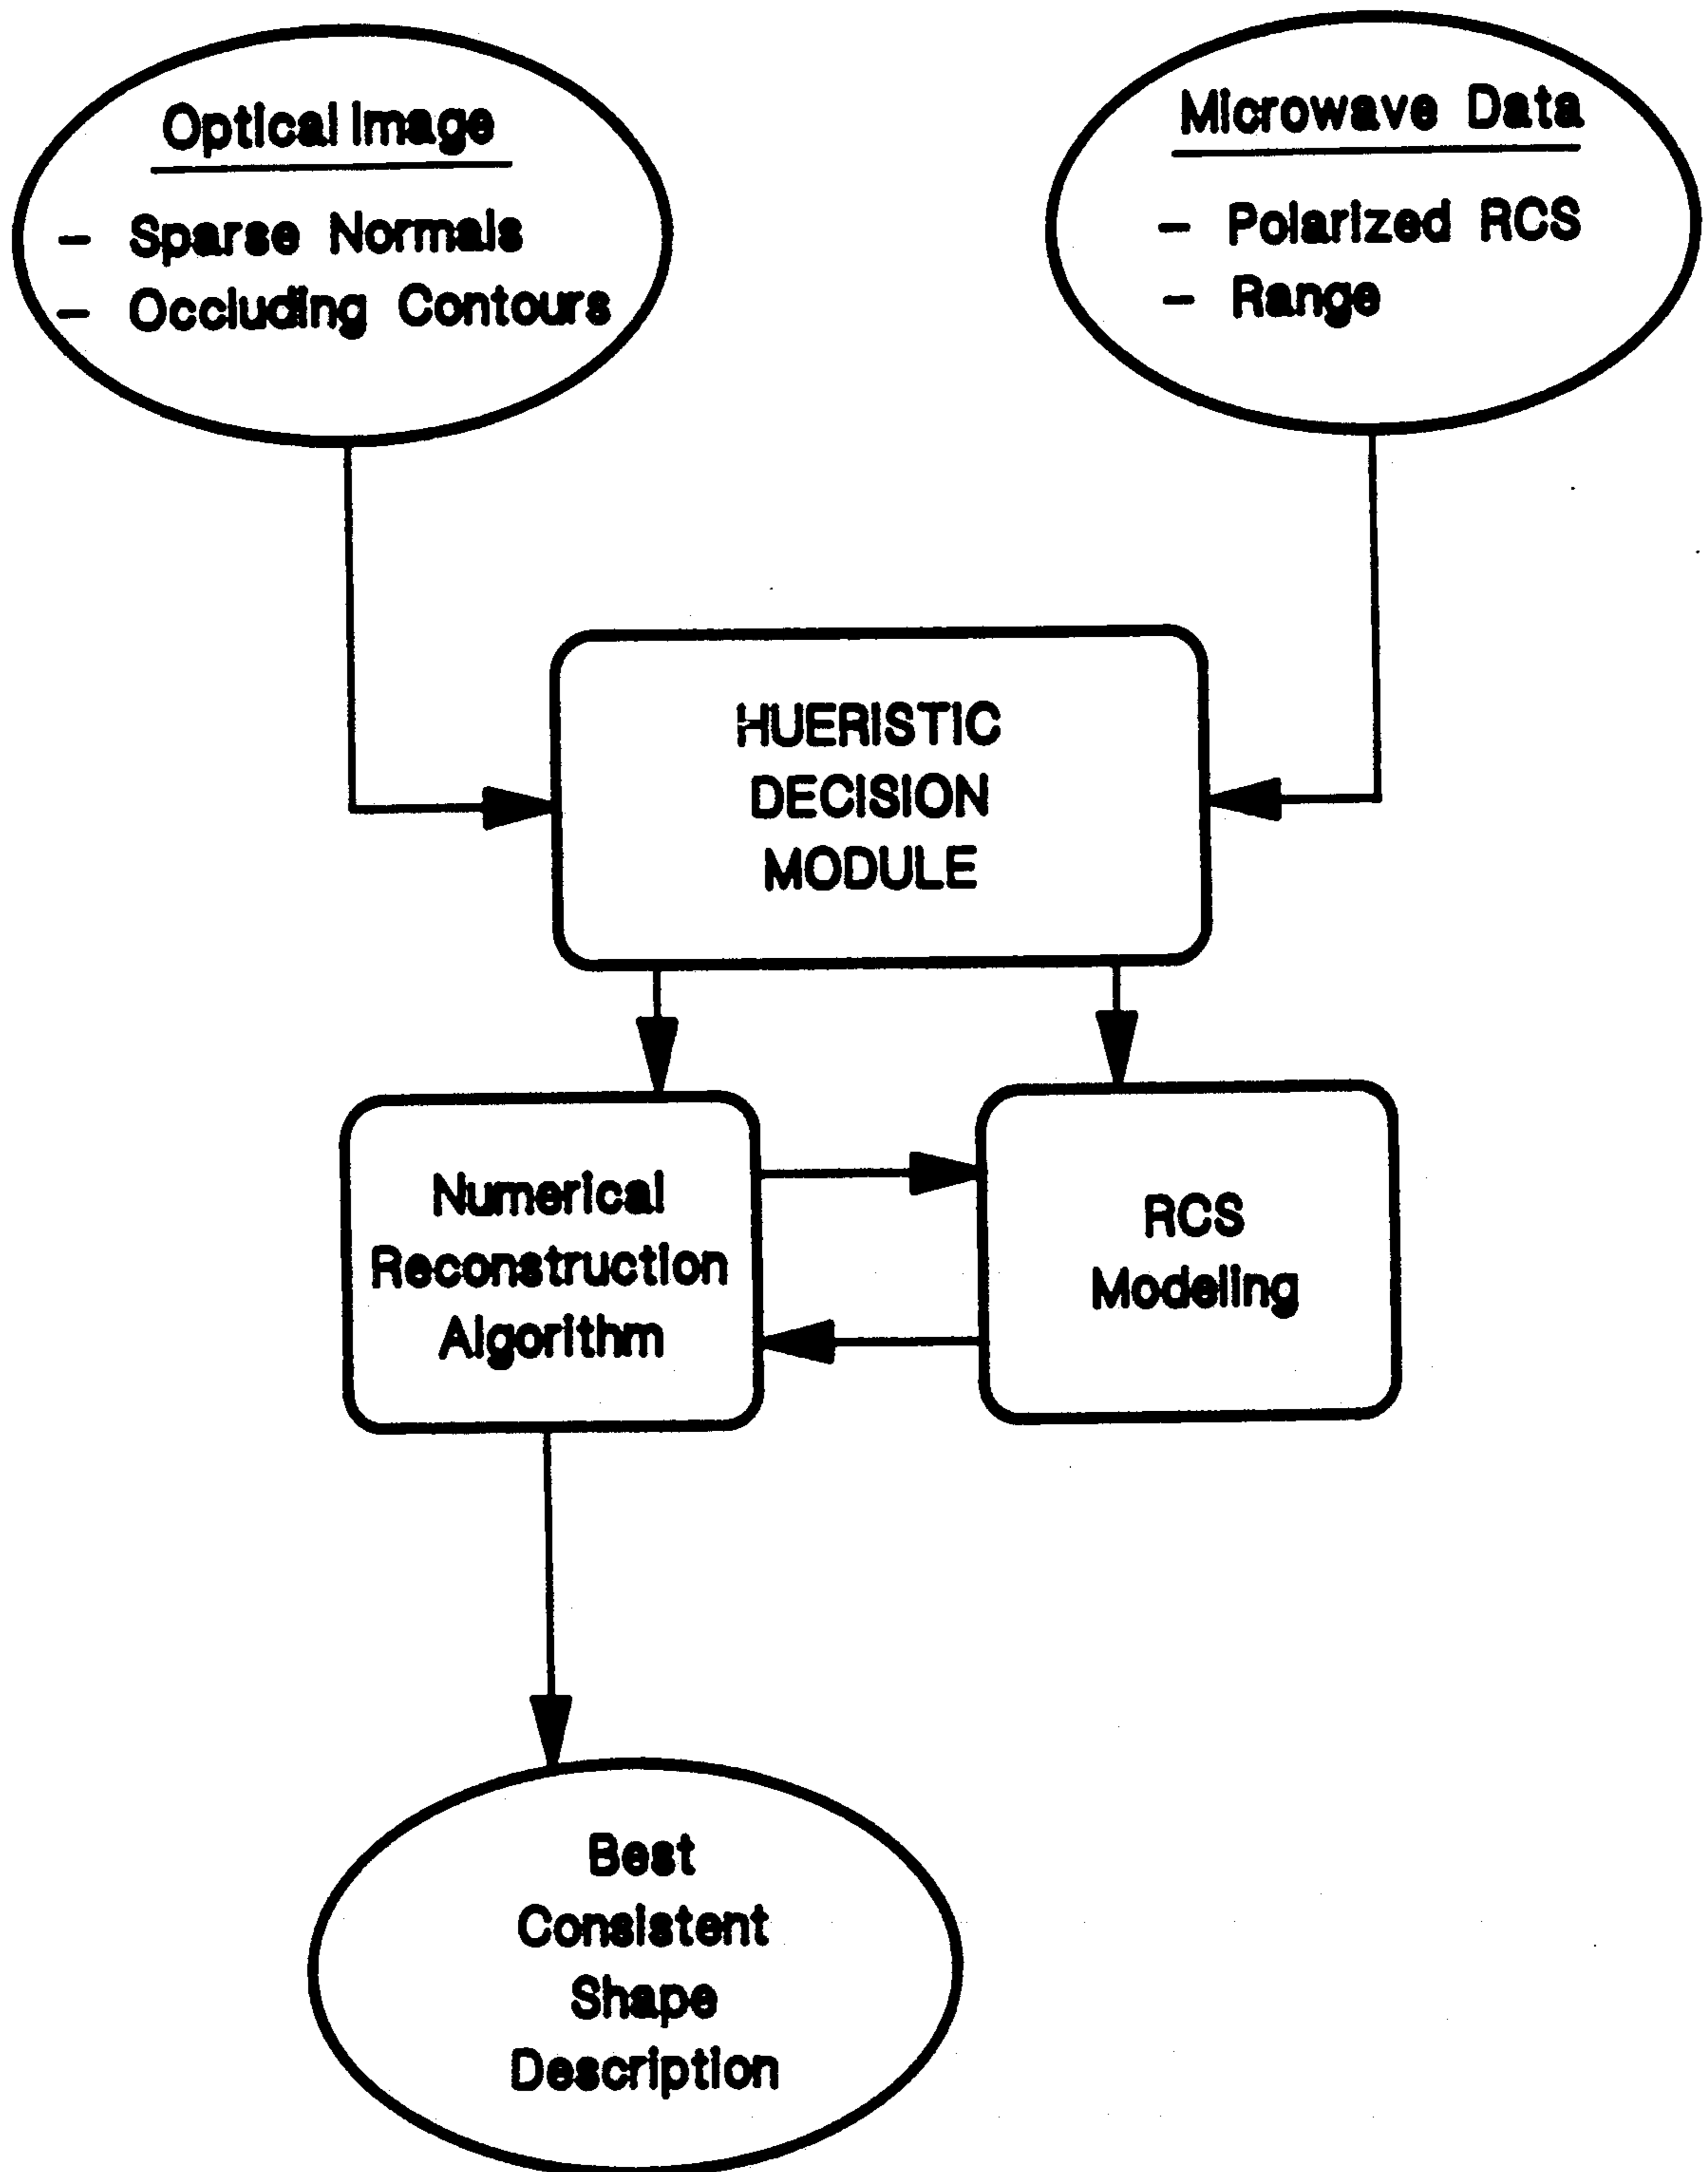 Optical Image
- Sparse Normals
- Occluding Contours
Microwave Data
- Polarized RCS
- Range
HUERISTIC
DECISION
MODULE
Numerical
Reconstruction
Algorithm
RCS
Modeling
Best
Consistent
Shape
Description